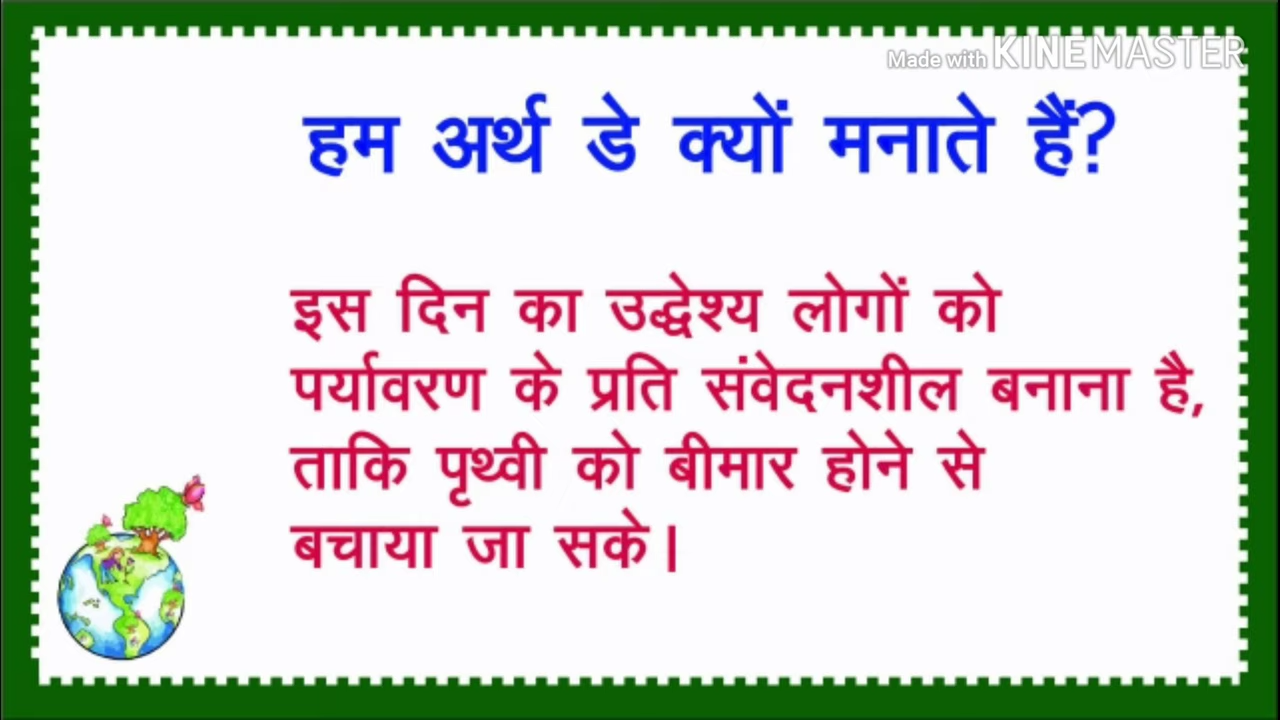 Made with KINEMASTER
हम अर्थ डे क्यों मनाते हैं?
इस दिन का उद्धेश्य लोगों को
पर्यावरण के प्रति संवेदनशील बनाना है,
ताकि पृथ्वी को बीमार होने से
बचाया जा सके।